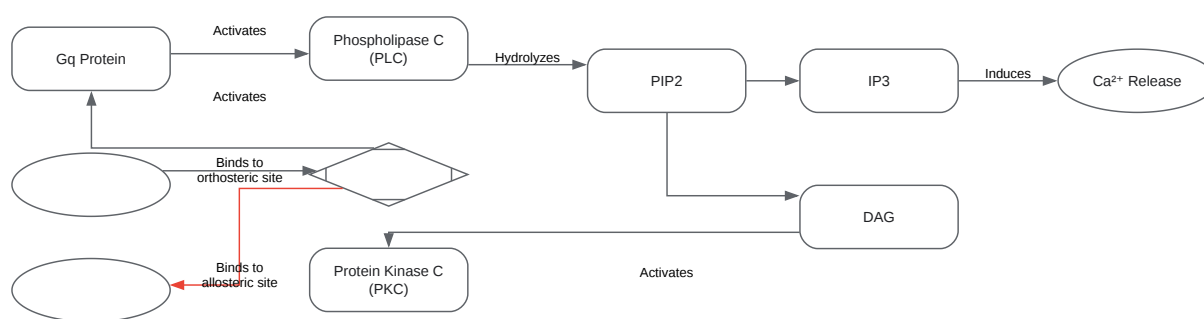 Activates
Gq Protein
Phospholipase C
(PLC)
Hydrolyzes
PIP2
IP3
Induces
Ca²⁺ Release
Activates
Binds to
orthosteric site
DAG
Binds to
allosteric site
Protein Kinase C
(PKC)
Activates